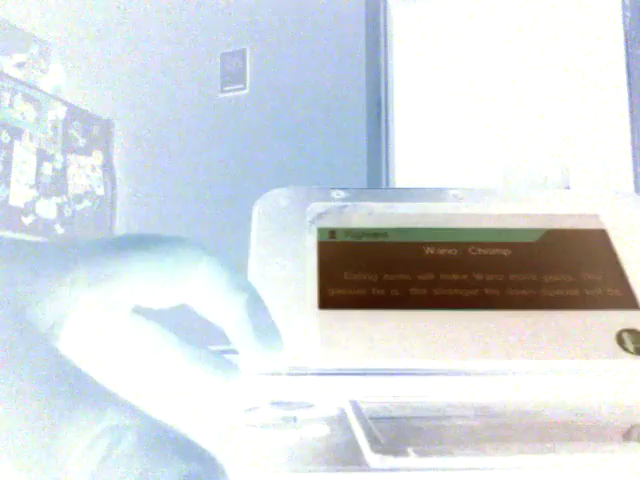 Wario: Chomp
Eating items will make Wario more gassy. The
gassier he is, the stronger his down special will be.